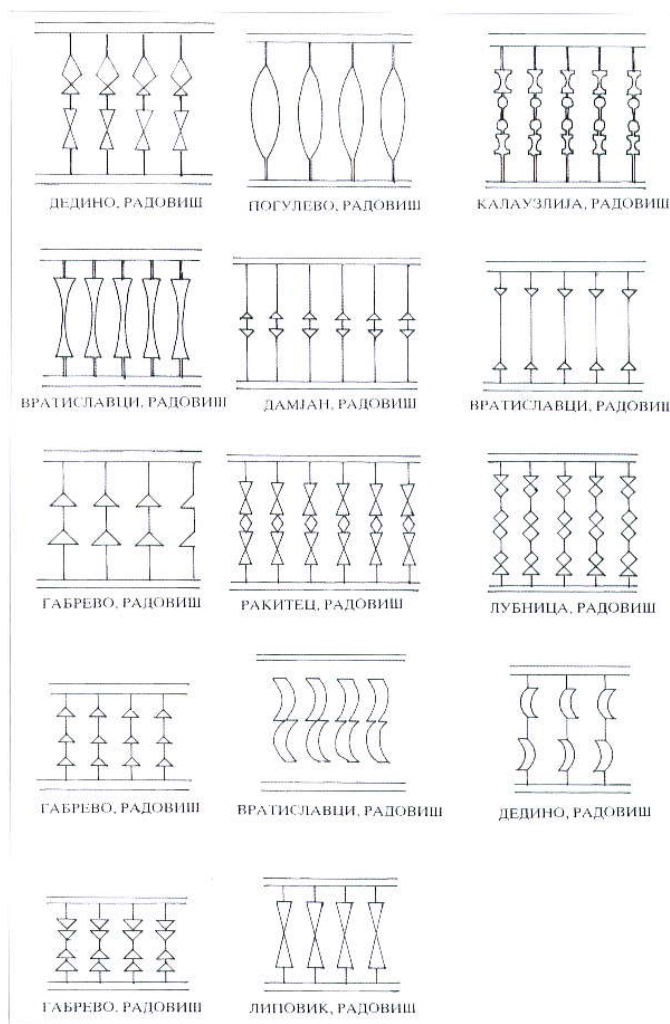 ДЕДИНО, РАДОВИШ
ПОГУЛЕВО, РАДОВИШ
КАЛАУЗЛИЈА, РАДОВИШ
ВРАТИСЛАВЦИ, РАДОВИШ
ДАМЈАН, РАДОВИШ
ВРАТИСЛАВЦИ, РАДОВИШ
ГАБРЕВО, РАДОВИШ
РАКИТЕЦ, РАДОВИШ
ЛУБНИЦА, РАДОВИШ
ГАБРЕВО, РАДОВИШ
ВРАТИСЛАВЦИ, РАДОВИШ
ДЕДИНО, РАДОВИШ
ГАБРЕВО, РАДОВИШ
ЛИПОВИК, РАДОВИШ